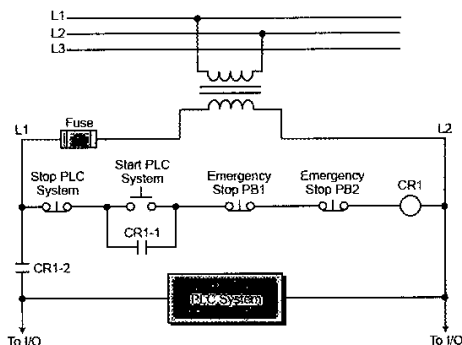 L1
L2
L3
L1
Fuse
L2
Stop PLC
System
Start PLC
System
Emergency
Stop PB1
Emergency
Stop PB2
CR1
CR1-1
CR1-2
PLC System
To I/O
To I/O